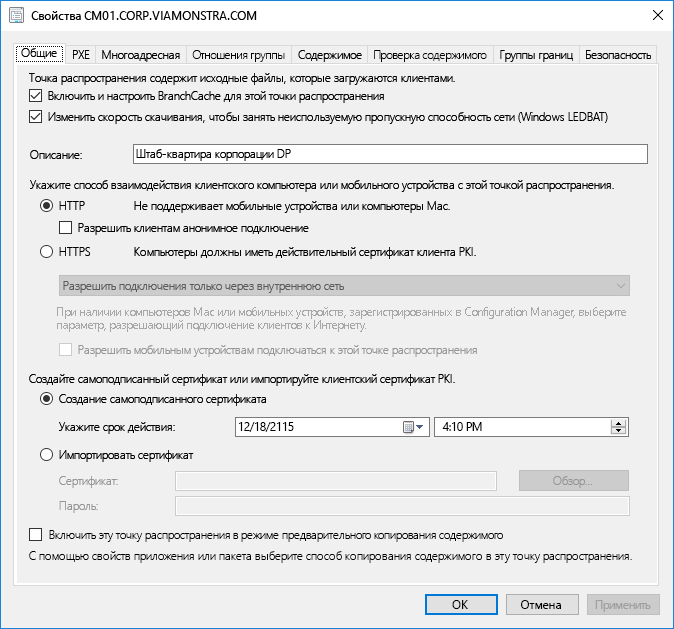 Свойства CM01.CORP.VIAMONSTRA.COM
Общие PXE Многоадресная Отношения группы Содержимое Проверка содержимого Группы границ Безопасность
Точка распространения содержит исходные файлы, которые загружаются клиентами.
Включить и настроить BranchCache для этой точки распространения
Изменить скорость скачивания, чтобы занять неиспользуемую пропускную способность сети (Windows LEDBAT)
Описание: Штаб-квартира корпорации DP
Укажите способ взаимодействия клиентского компьютера или мобильного устройства с этой точкой распространения.
HTTP Не поддерживает мобильные устройства или компьютеры Mac.
Разрешить клиентам анонимное подключение
HTTPS Компьютеры должны иметь действительный сертификат клиента PKI.
Разрешить подключения только через внутреннюю сеть
При наличии компьютеров Mac или мобильных устройств, зарегистрированных в Configuration Manager, выберите
параметр, разрешающий подключение клиентов к Интернету.
Разрешить мобильным устройствам подключаться к этой точке распространения
Создайте самоподписанный сертификат или импортируйте клиентский сертификат PKI.
Создание самоподписанного сертификата
Укажите срок действия: 12/18/2115 4:10 PM
Импортировать сертификат
Сертификат: Обзор...
Пароль:
Включить эту точку распространения в режиме предварительного копирования содержимого
С помощью свойств приложения или пакета выберите способ копирования содержимого в эту точку распространения.
OK Отмена Применить